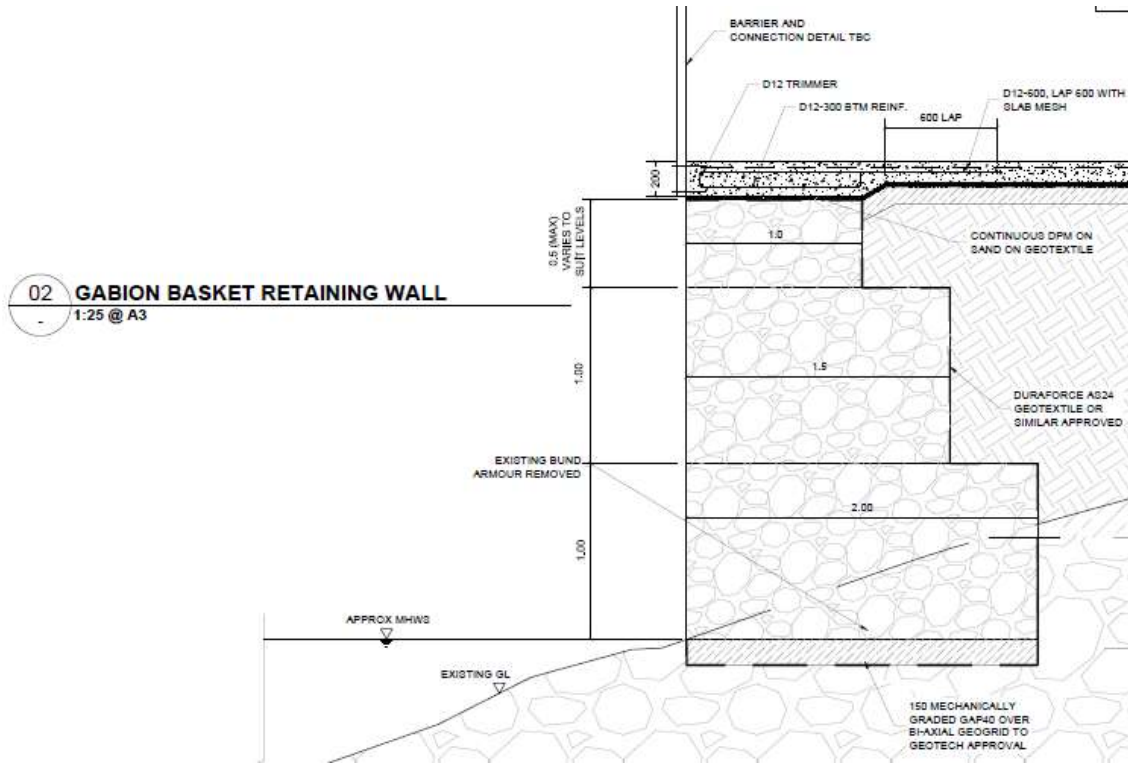 BARRIER AND
CONNECTION DETAIL TBC
D12 TRIMMER
D12-300 BTM REINF.
D12-600, LAP 600 WITH
SLAB MESH
600 LAP
200
0.5 (MAX)
VARIES TO
SUIT LEVELS
1.0
CONTINUOUS DPM ON
SAND ON GEOTEXTILE
02
GABION BASKET RETAINING WALL
-
1:25 @ A3
1.00
1.5
DURAFORCE AS24
GEOTEXTILE OR
SIMILAR APPROVED
EXISTING BUND
ARMOUR REMOVED
2.00
1.00
APPROX MHWS
EXISTING GL
150 MECHANICALLY
GRADED GAP40 OVER
BI-AXIAL GEOGRID TO
GEOTECH APPROVAL